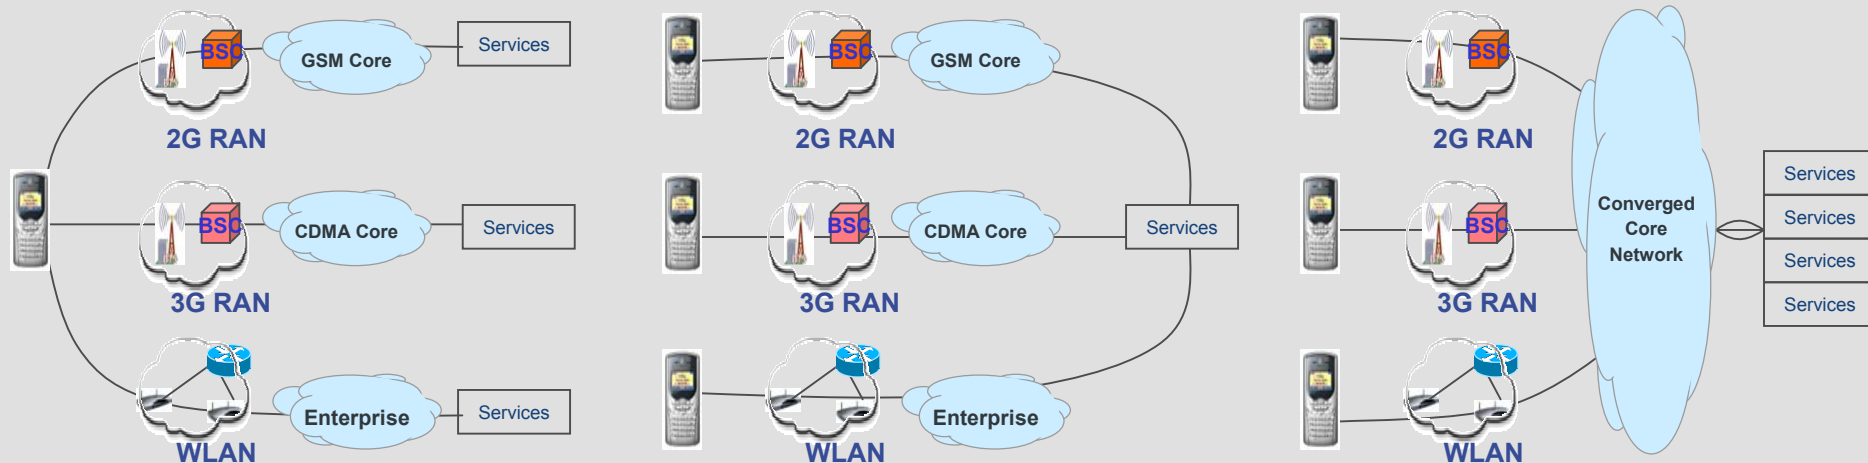 BSC
GSM Core
Services
2G RAN
BSC
CDMA Core
Services
3G RAN
Enterprise
Services
WLAN
BSC
GSM Core
2G RAN
BSC
CDMA Core
Services
3G RAN
Enterprise
WLAN
BSC
2G RAN
BSC
3G RAN
WLAN
Converged
Core
Network
Services
Services
Services
Services